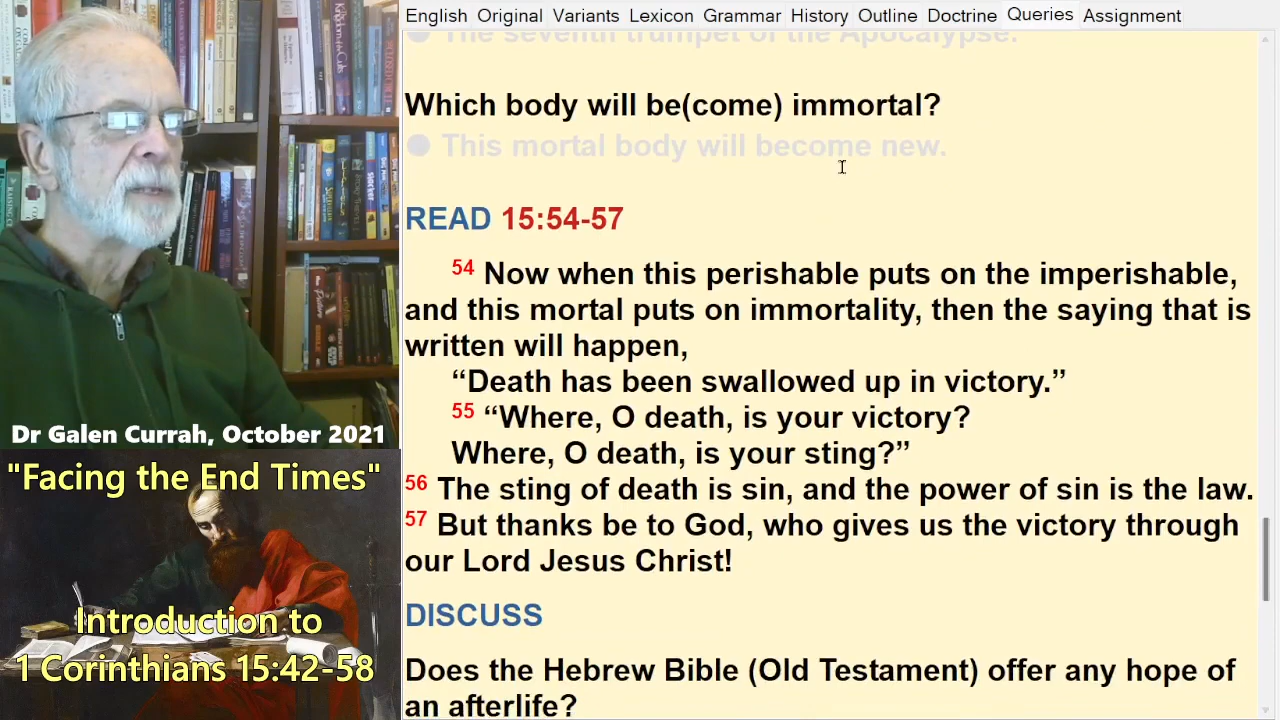 English Original Variants Lexicon Grammar History Outline Doctrine Queries Assignment
● The seventh trumpet of the Apocalypse.
Which body will be(come) immortal?
● This mortal body will become new.
READ 15:54-57
54 Now when this perishable puts on the imperishable,
and this mortal puts on immortality, then the saying that is
written will happen,
“Death has been swallowed up in victory.”
55 “Where, O death, is your victory?
Where, O death, is your sting?”
56 The sting of death is sin, and the power of sin is the law.
57 But thanks be to God, who gives us the victory through
our Lord Jesus Christ!
DISCUSS
Does the Hebrew Bible (Old Testament) offer any hope of
an afterlife?
Dr Galen Currah, October 2021
"Facing the End Times"
Introduction to
1 Corinthians 15:42-58